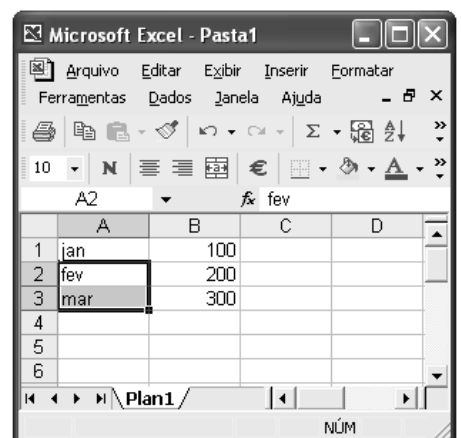 Microsoft Excel - Pasta1
Arquivo Editar Exibir Inserir Formatar
Ferramentas Dados Janela Ajuda
10 N
A2 fx fev
A B C D
1 jan 100
2 fev 200
3 mar 300
4
5
6
Plan1
NÚM